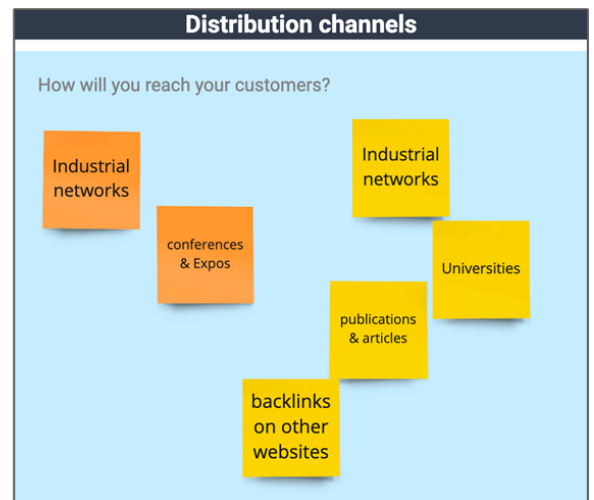 Distribution channels
How will you reach your customers?
Industrial
networks
conferences
& Expos
Industrial
networks
Universities
publications
& articles
backlinks
on other
websites